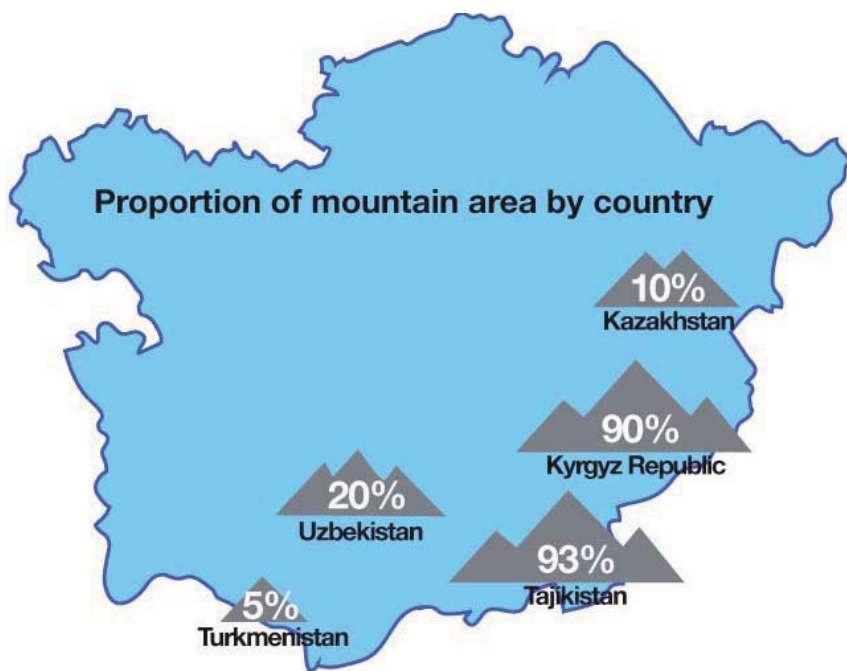 Proportion of mountain area by country
10%
Kazakhstan
90%
Kyrgyz Republic
20%
Uzbekistan
93%
Tajikistan
5%
Turkmenistan